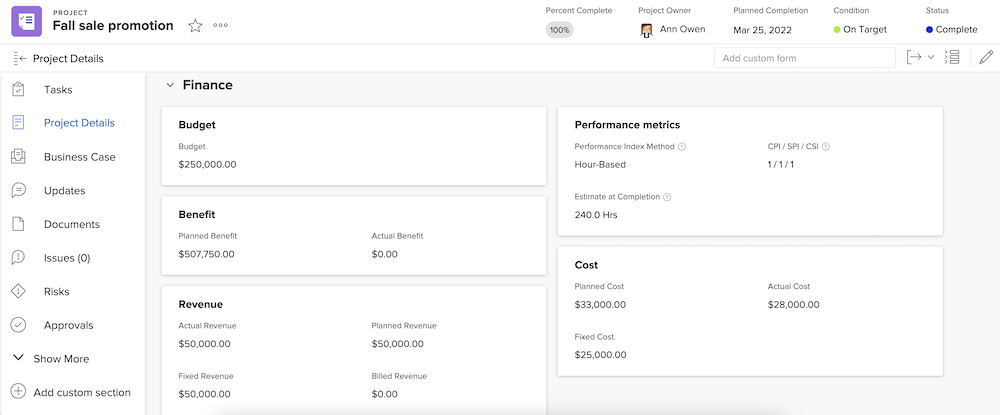 PROJECT
Fall sale promotion
Percent Complete
100%
Project Owner
Ann Owen
Planned Completion
Mar 25, 2022
Condition
On Target
Status
Complete
Project Details
Add custom form
Tasks
Project Details
Business Case
Updates
Documents
Issues (0)
Risks
Approvals
Show More
Add custom section
Finance
Budget
Budget
$250,000.00
Benefit
Planned Benefit Actual Benefit
$507,750.00 $0.00
Revenue
Actual Revenue Planned Revenue
$50,000.00 $50,000.00
Fixed Revenue Billed Revenue
$50,000.00 $0.00
Performance metrics
Performance Index Method ? CPI / SPI / CSI ?
Hour-Based 1 / 1 / 1
Estimate at Completion ?
240.0 Hrs
Cost
Planned Cost Actual Cost
$33,000.00 $28,000.00
Fixed Cost
$25,000.00